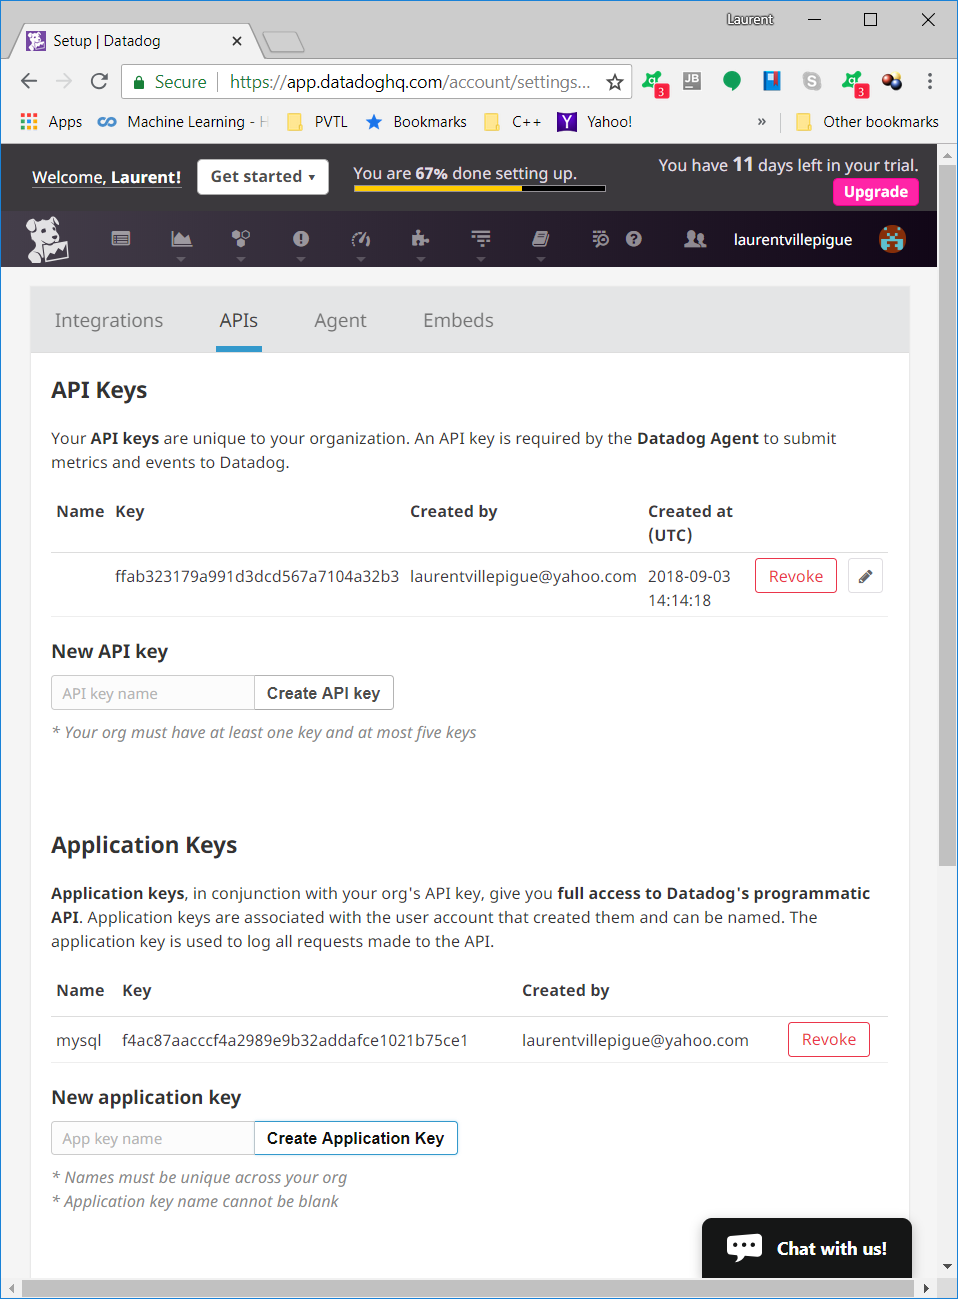 Laurent
Setup | Datadog
Secure
https://app.datadoghq.com/account/settings...
3
JB
3
Apps
Machine Learning - H
PVTL
Bookmarks
C++
Yahoo!
»
Other bookmarks
Welcome, Laurent!
Get started
You are 67% done setting up.
You have 11 days left in your trial.
Upgrade
laurentvillepigue
Integrations
APIs
Agent
Embeds
API Keys
Your API keys are unique to your organization. An API key is required by the Datadog Agent to submit
metrics and events to Datadog.
Name Key Created by Created at
(UTC)
ffab323179a991d3dcd567a7104a32b3 laurentvillepigue@yahoo.com 2018-09-03 Revoke
14:14:18
New API key
API key name Create API key
* Your org must have at least one key and at most five keys
Application Keys
Application keys, in conjunction with your org's API key, give you full access to Datadog's programmatic
API. Application keys are associated with the user account that created them and can be named. The
application key is used to log all requests made to the API.
Name Key Created by
mysql f4ac87aacccf4a2989e9b32addafce1021b75ce1 laurentvillepigue@yahoo.com Revoke
New application key
App key name Create Application Key
* Names must be unique across your org
* Application key name cannot be blank
Chat with us!